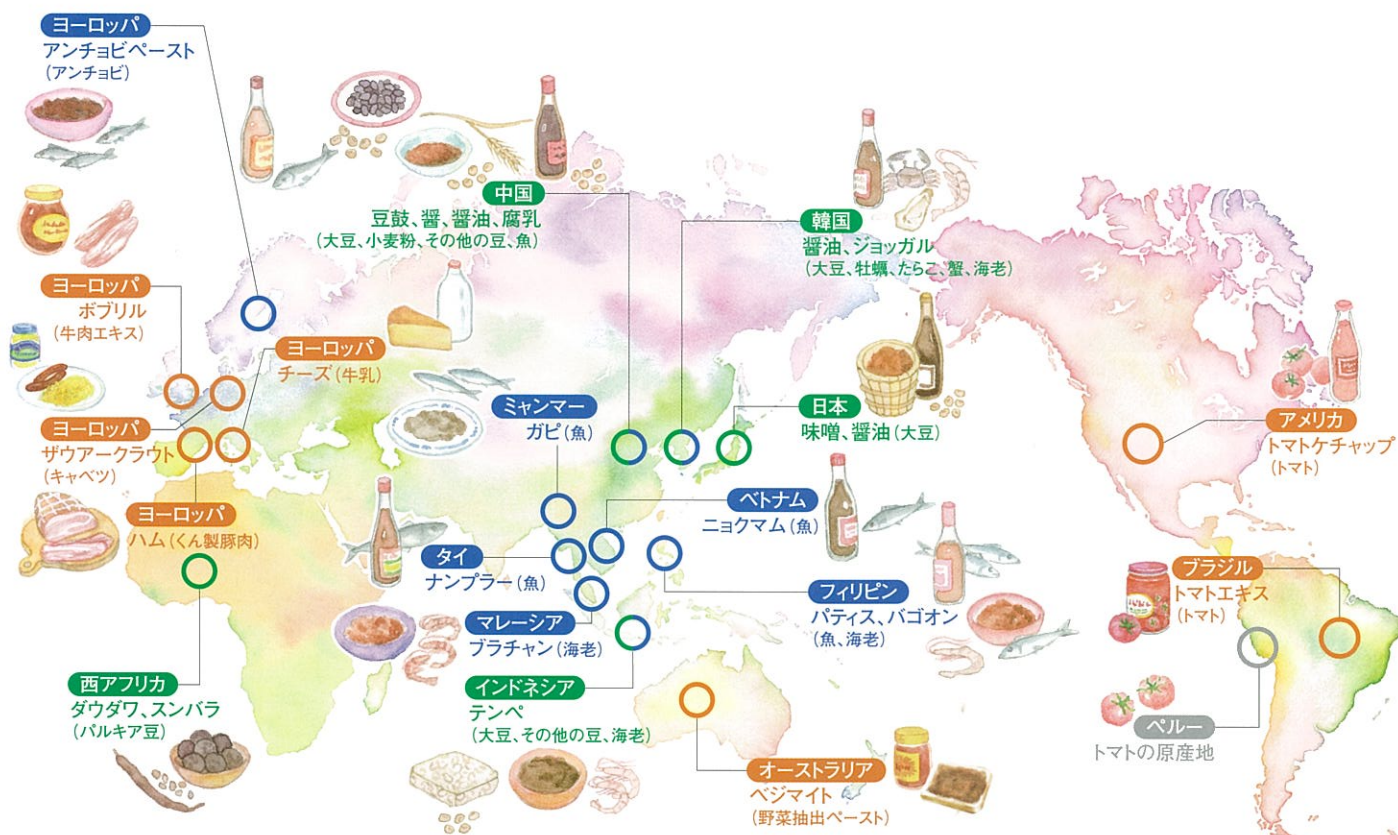 ヨーロッパ
アンチョビペースト
(アンチョビ)
中国
豆鼓、醤、醤油、腐乳
(大豆、小麦粉、その他の豆、魚)
韓国
醤油、ジョッガル
(大豆、牡蠣、たらこ、蟹、海老)
ヨーロッパ
ボブリル
(牛肉エキス)
ヨーロッパ
チーズ(牛乳)
ミャンマー
ガピ(魚)
日本
味噌、醤油(大豆)
アメリカ
トマトケチャップ
(トマト)
ヨーロッパ
ザウアークラウト
(キャベツ)
ヨーロッパ
ハム(くん製豚肉)
ベトナム
ニョクマム(魚)
タイ
ナンプラー(魚)
フィリピン
パティス、バゴオン
(魚、海老)
マレーシア
ブラチャン(海老)
ブラジル
トマトエキス
(トマト)
西アフリカ
ダウダワ、スンバラ
(パルキア豆)
インドネシア
テンペ
(大豆、その他の豆、海老)
ペルー
トマトの原産地
オーストラリア
ベジマイト
(野菜抽出ペースト)